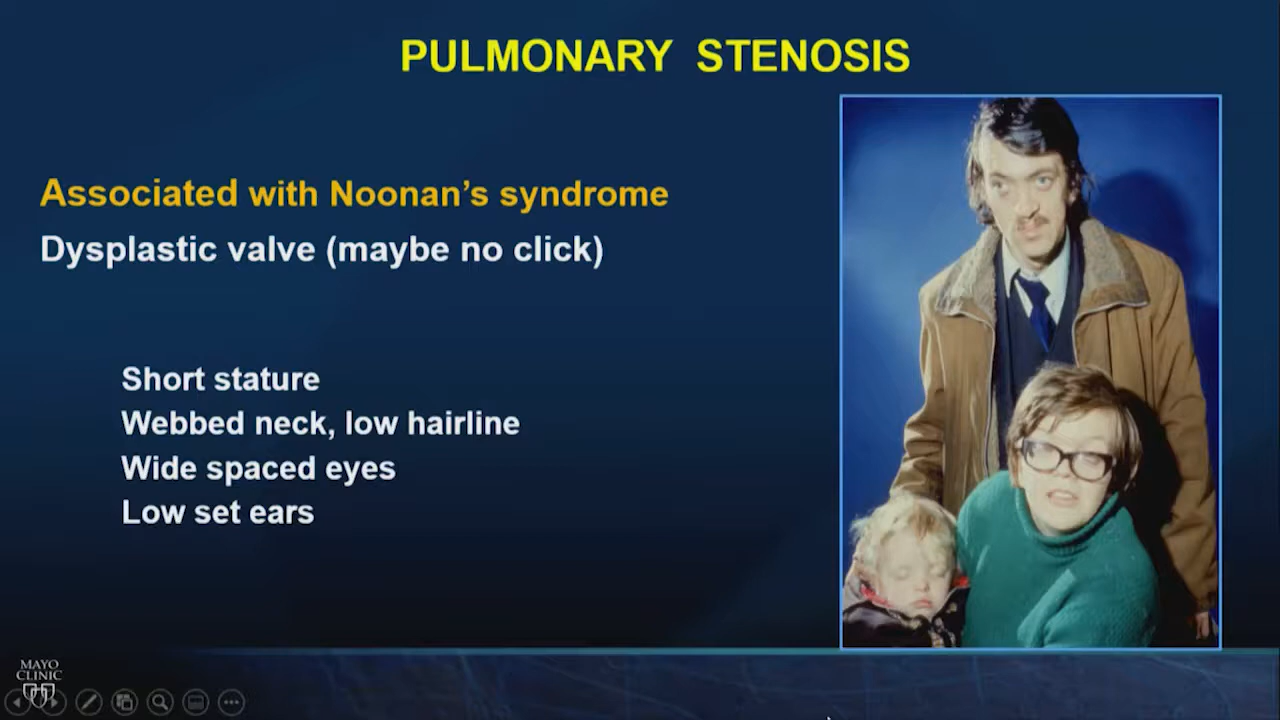 PULMONARY STENOSIS
Associated with Noonan's syndrome
Dysplastic valve (maybe no click)
Short stature
Webbed neck, low hairline
Wide spaced eyes
Low set ears
MAYO
CLINIC